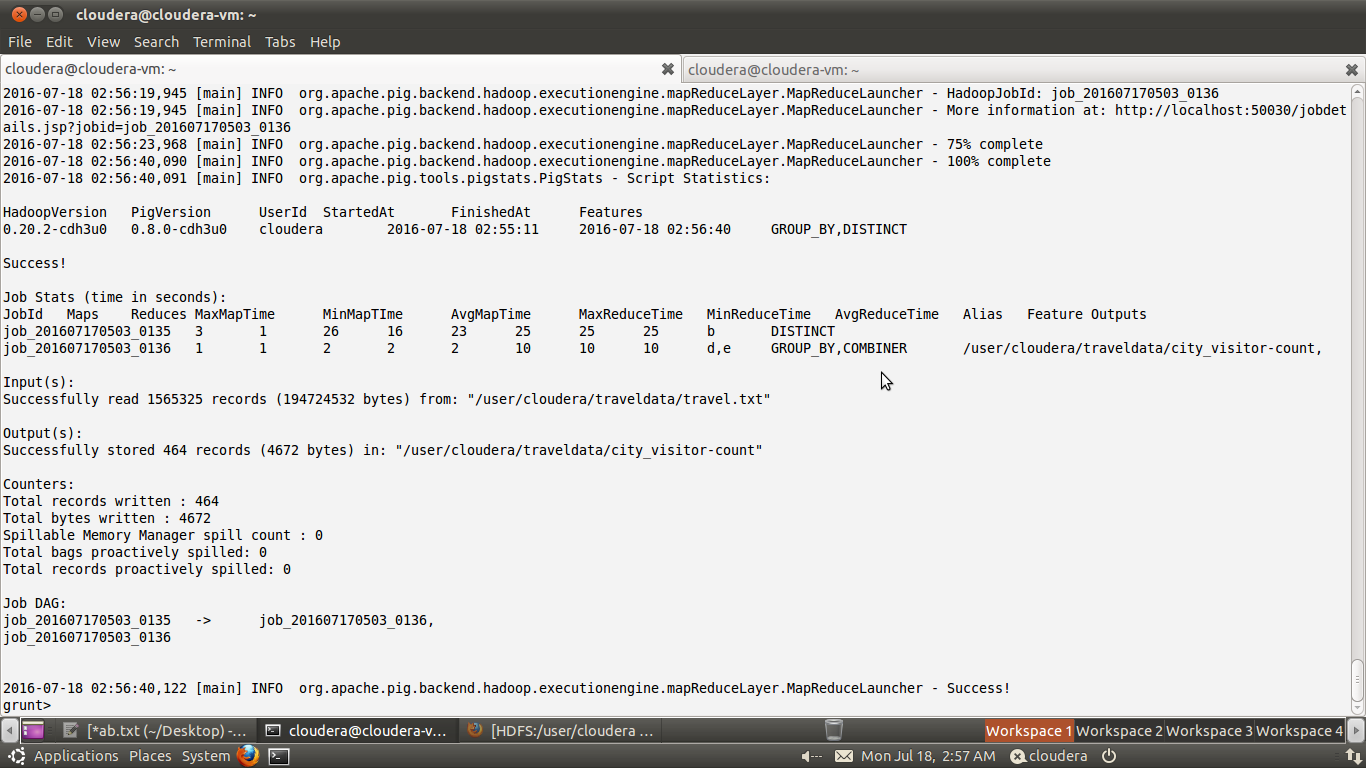 cloudera@cloudera-vm: ~
File Edit View Search Terminal Tabs Help
cloudera@cloudera-vm: ~ cloudera@cloudera-vm: ~
2016-07-18 02:56:19,945 [main] INFO  org.apache.pig.backend.hadoop.executionengine.mapReduceLayer.MapReduceLauncher - HadoopJobId: job_201607170503_0136
2016-07-18 02:56:19,945 [main] INFO  org.apache.pig.backend.hadoop.executionengine.mapReduceLayer.MapReduceLauncher - More information at: http://localhost:50030/jobdet
ails.jsp?jobid=job_201607170503_0136
2016-07-18 02:56:23,968 [main] INFO  org.apache.pig.backend.hadoop.executionengine.mapReduceLayer.MapReduceLauncher - 75% complete
2016-07-18 02:56:40,090 [main] INFO  org.apache.pig.backend.hadoop.executionengine.mapReduceLayer.MapReduceLauncher - 100% complete
2016-07-18 02:56:40,091 [main] INFO  org.apache.pig.tools.pigstats.PigStats - Script Statistics:
HadoopVersion   PigVersion      UserId  StartedAt       FinishedAt      Features
0.20.2-cdh3u0   0.8.0-cdh3u0    cloudera        2016-07-18 02:55:11     2016-07-18 02:56:40     GROUP_BY,DISTINCT
Success!
Job Stats (time in seconds):
JobId   Maps    Reduces MaxMapTime      MinMapTIme      AvgMapTime      MaxReduceTime   MinReduceTime   AvgReduceTime   Alias   Feature Outputs
job_201607170503_0135   3       1       26      16      23      25      25      25      b       DISTINCT
job_201607170503_0136   1       1       2       2       2       10      10      10      d,e     GROUP_BY,COMBINER       /user/cloudera/traveldata/city_visitor-count,
Input(s):
Successfully read 1565325 records (194724532 bytes) from: "/user/cloudera/traveldata/travel.txt"
Output(s):
Successfully stored 464 records (4672 bytes) in: "/user/cloudera/traveldata/city_visitor-count"
Counters:
Total records written : 464
Total bytes written : 4672
Spillable Memory Manager spill count : 0
Total bags proactively spilled: 0
Total records proactively spilled: 0
Job DAG:
job_201607170503_0135   ->      job_201607170503_0136,
job_201607170503_0136
2016-07-18 02:56:40,122 [main] INFO  org.apache.pig.backend.hadoop.executionengine.mapReduceLayer.MapReduceLauncher - Success!
grunt>
[*ab.txt (~/Desktop) -... cloudera@cloudera-v... [HDFS:/user/cloudera ... Workspace 1 Workspace 2 Workspace 3 Workspace 4
Applications Places System Mon Jul 18, 2:57 AM cloudera